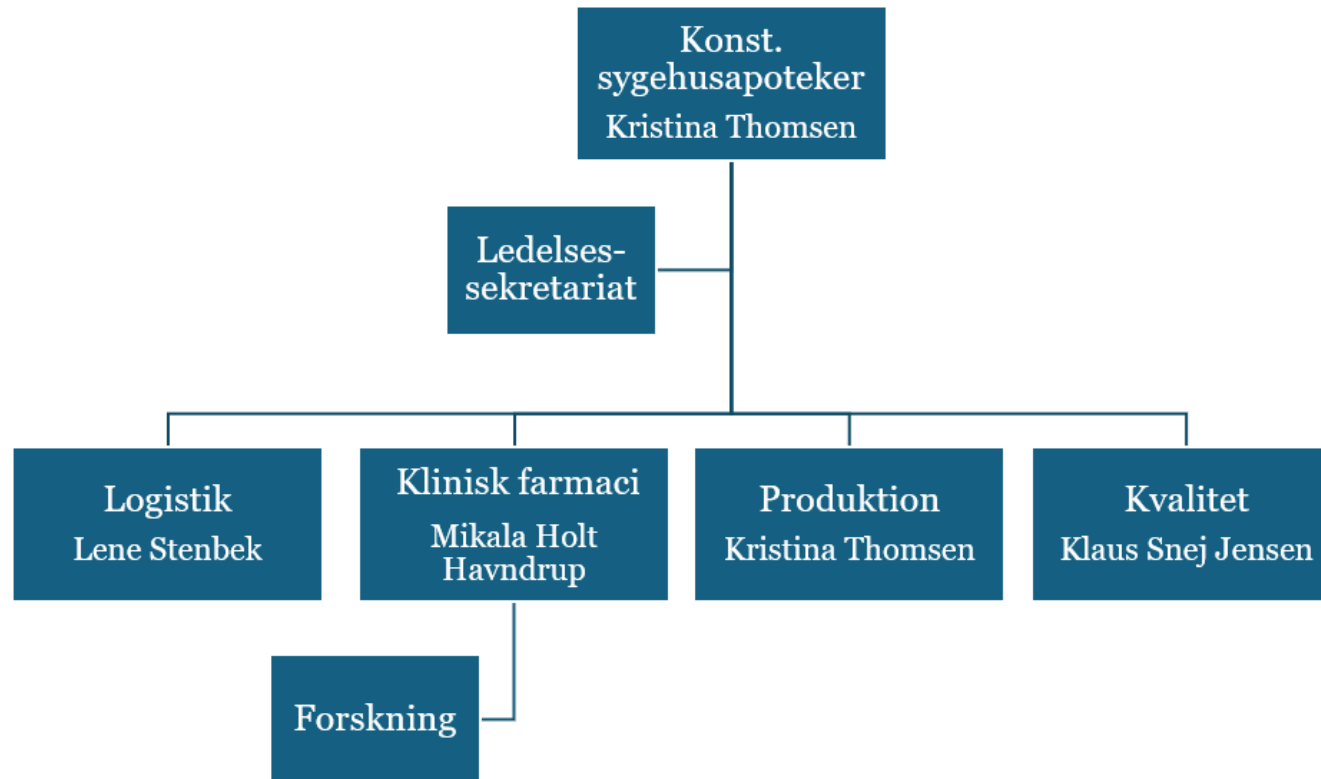 Konst.
sygehusapoteker
Kristina Thomsen
Ledelses-
sekretariat
Logistik
Lene Stenbek
Klinisk farmaci
Mikala Holt
Havndrup
Produktion
Kristina Thomsen
Kvalitet
Klaus Snej Jensen
Forskning